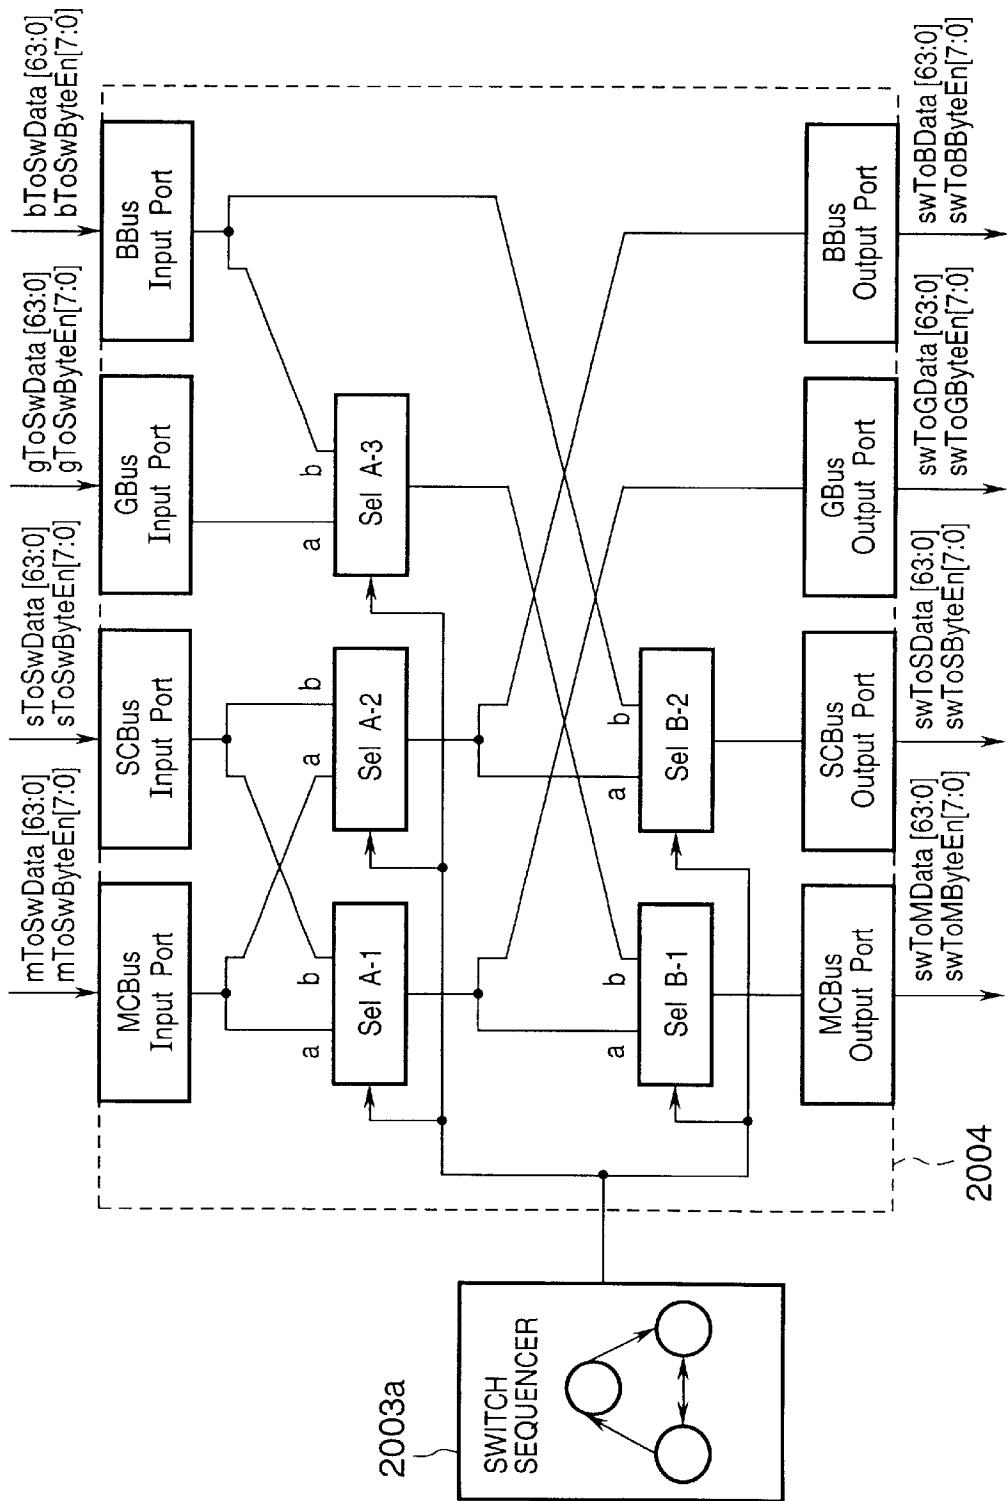 mToSwData [63:0]
mToSwByteEn[7:0]
sToSwData [63:0]
sToSwByteEn[7:0]
gToSwData [63:0]
gToSwByteEn[7:0]
bToSwData [63:0]
bToSwByteEn[7:0]
MCBus
Input Port
SCBus
Input Port
GBus
Input Port
BBus
Input Port
a
b
a
b
a
b
Sel A-1
Sel A-2
Sel A-3
2003a
SWITCH
SEQUENCER
a
b
a
b
Sel B-1
Sel B-2
MCBus
Output Port
SCBus
Output Port
GBus
Output Port
BBus
Output Port
2004
swToMData [63:0]
swToMByteEn[7:0]
swToSData [63:0]
swToSByteEn[7:0]
swToGData [63:0]
swToGByteEn[7:0]
swToBData [63:0]
swToBByteEn[7:0]